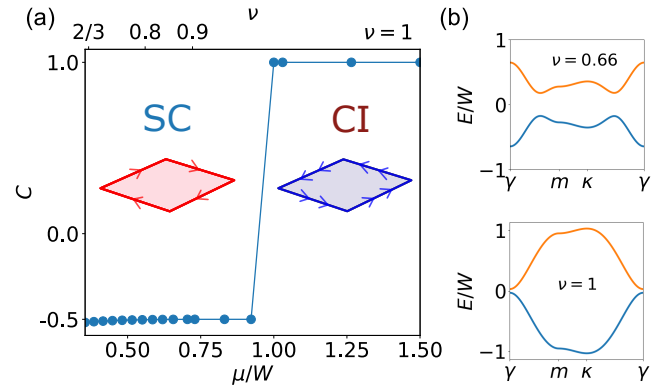 (a)
ν
2/3 0.8 0.9 ν = 1
1.0
0.0
-0.5
C
SC
CI
0.50 0.75 1.00 1.25 1.50
μ/W
(b)
1
0
−1
E/W
ν = 0.66
γ m κ γ
1
0
−1
E/W
ν = 1
γ m κ γ